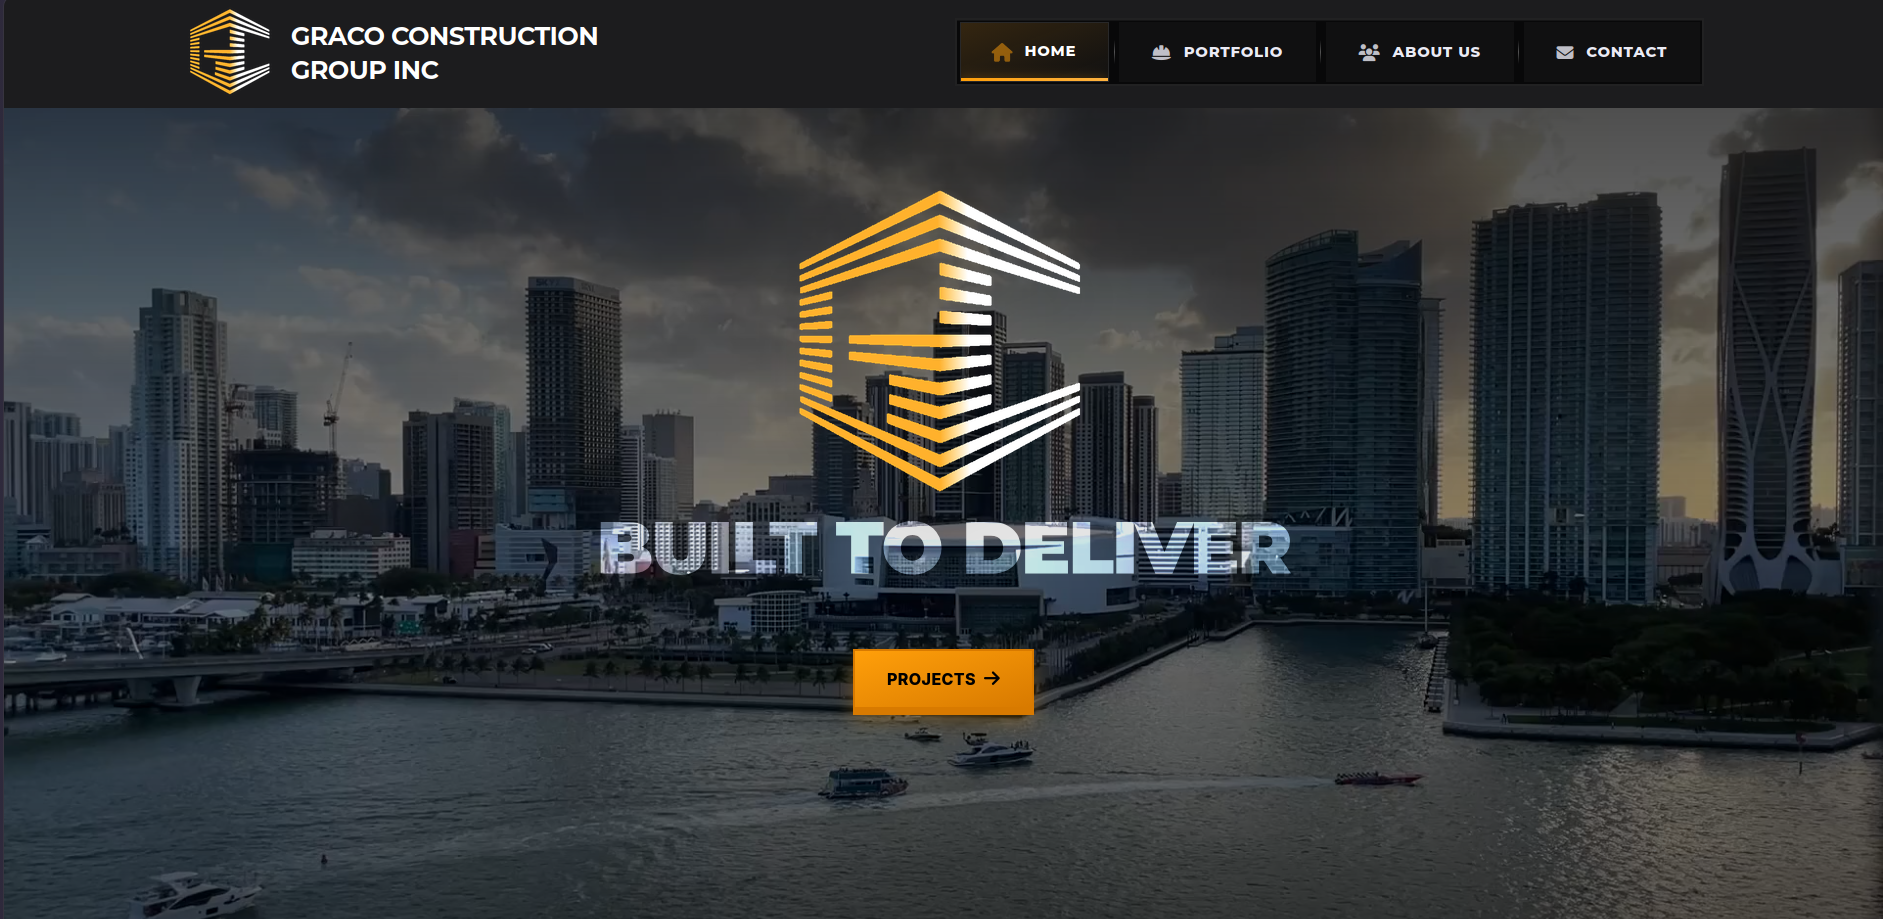 GRACO CONSTRUCTION
GROUP INC
HOME
PORTFOLIO
ABOUT US
CONTACT
BUILT TO DELIVER
PROJECTS →